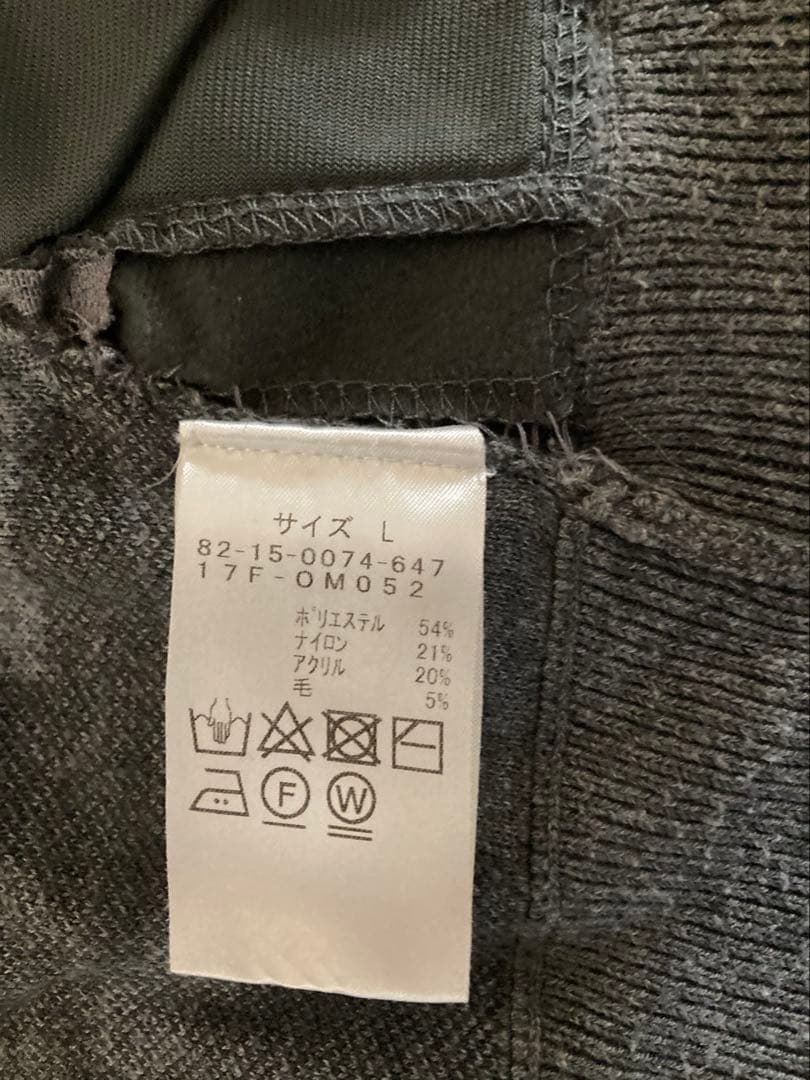 サイズ L
82-15-0074-647
17F-OM052
ポリエステル 54%
ナイロン 21%
アクリル 20%
毛 5%
F W